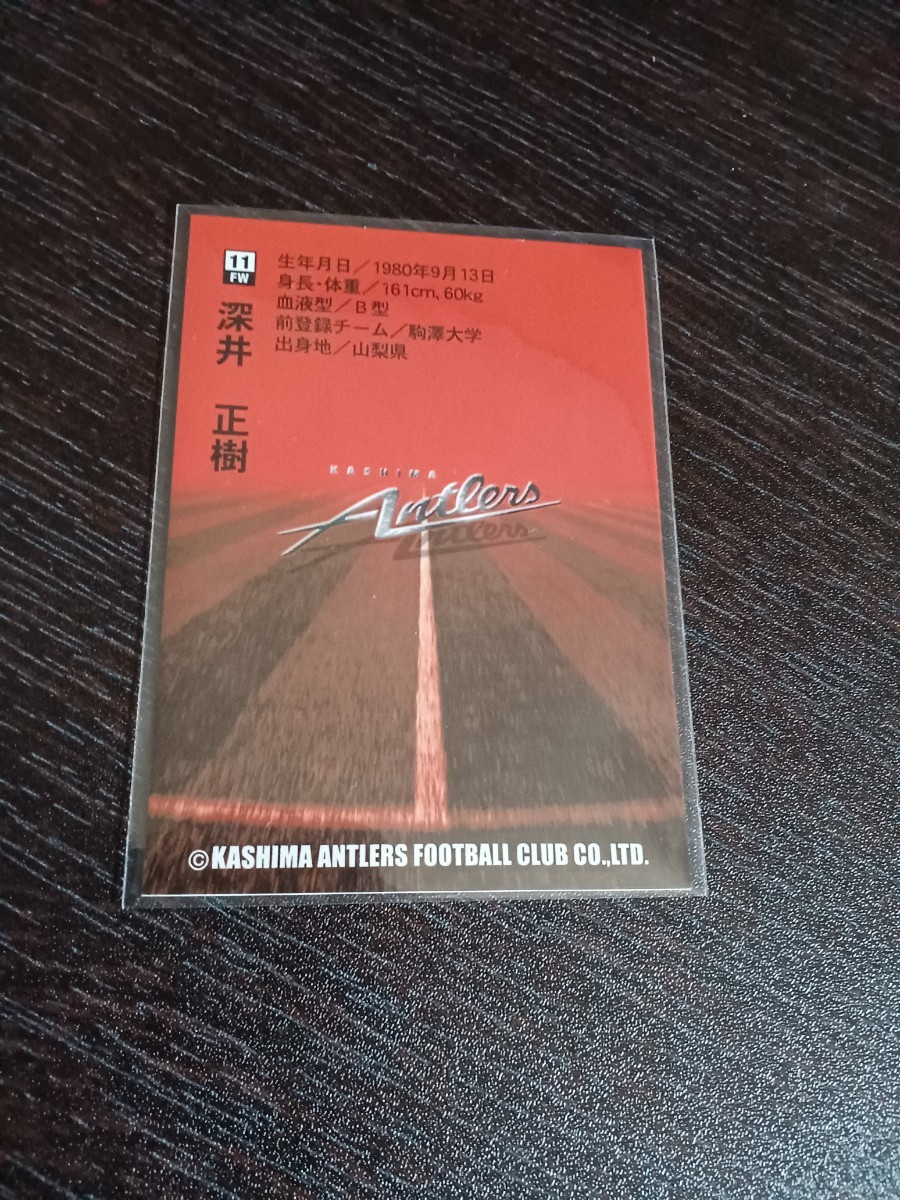 11
FW
深井 正樹
生年月日／1980年9月13日
身長・体重／161cm、60kg
血液型／B型
前登録チーム／駒澤大学
出身地／山梨県
KASHIMA
Antlers
©KASHIMA ANTLERS FOOTBALL CLUB CO.,LTD.